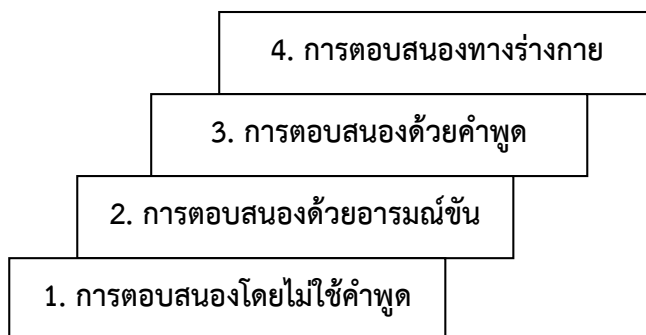 4. การตอบสนองทางร่างกาย
3. การตอบสนองด้วยคำพูด
2. การตอบสนองด้วยอารมณ์ขัน
1. การตอบสนองโดยไม่ใช้คำพูด